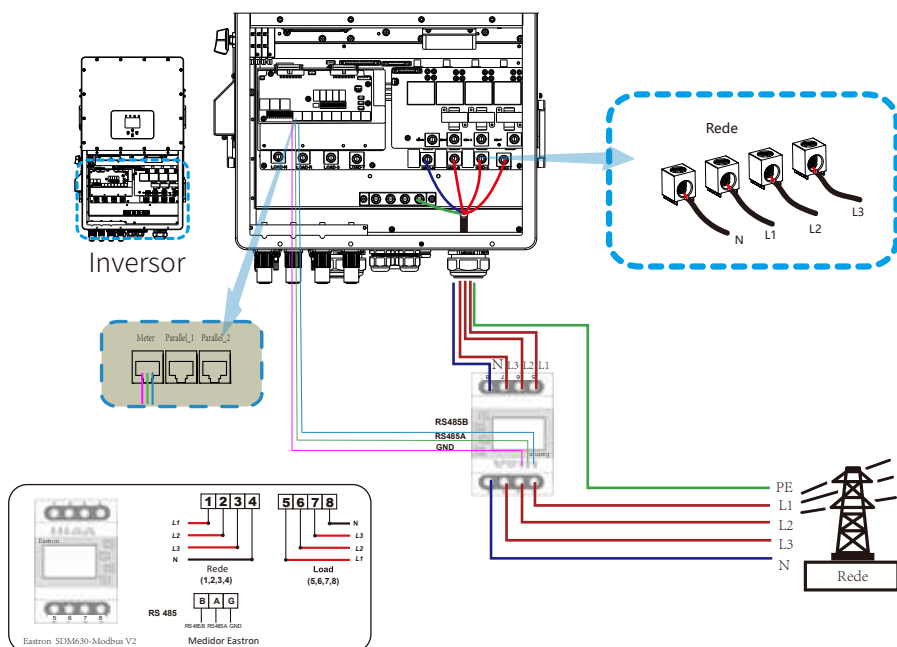 Rede
N
L1
L2
L3
LOAD-N
Inversor
Meter
Parallel_1
Parallel_2
N
L3
L2
L1
RS485B
RS485A
GND
Eastron
PE
L1
L2
L3
N
Rede
Eastron
5 6 7 8
Eastron SDM630-Modbus V2
1 2 3 4
L1
L2
L3
N
Rede
(1,2,3,4)
5 6 7 8
N
L3
L2
L1
Load
(5,6,7,8)
RS 485
B A G
RS485B RS485A GND
Medidor Eastron